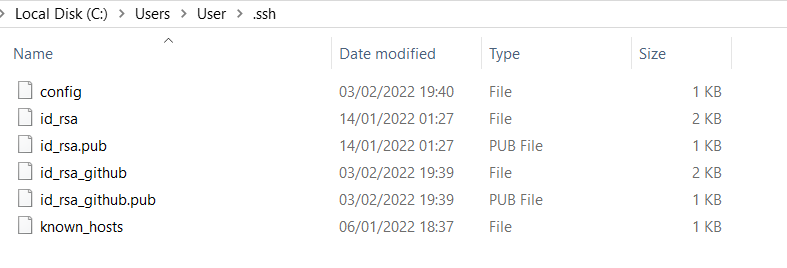 Local Disk (C:) > Users > User > .ssh
Name Date modified Type Size
config 03/02/2022 19:40 File 1 KB
id_rsa 14/01/2022 01:27 File 2 KB
id_rsa.pub 14/01/2022 01:27 PUB File 1 KB
id_rsa_github 03/02/2022 19:39 File 2 KB
id_rsa_github.pub 03/02/2022 19:39 PUB File 1 KB
known_hosts 06/01/2022 18:37 File 1 KB